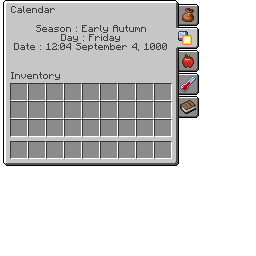 Calendar
Season : Early Autumn
Day : Friday
Date : 12:04 September 4, 1000
Inventory